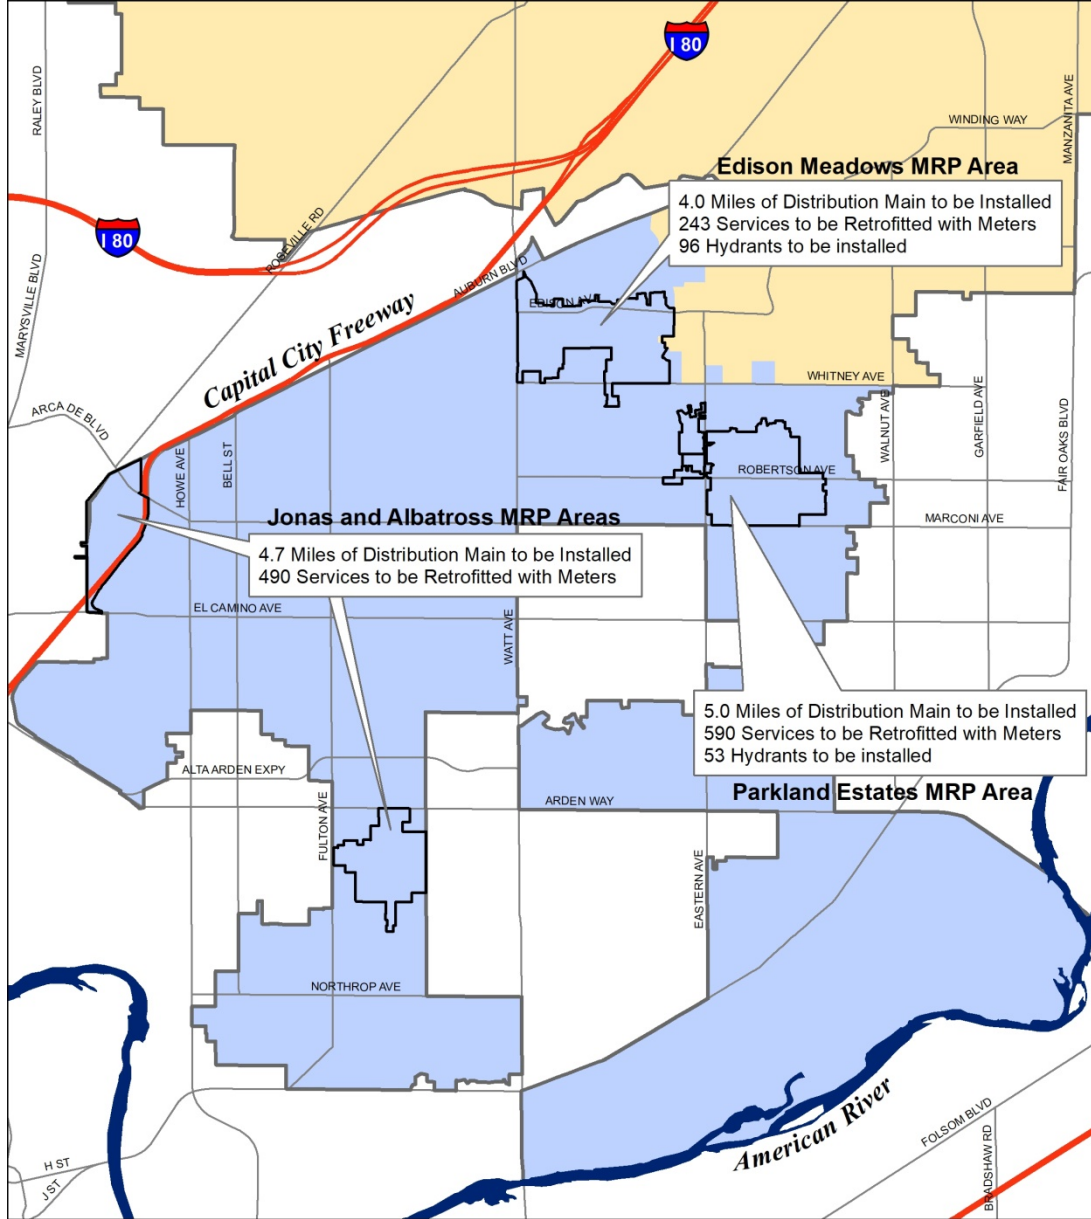 I 80
RALEY BLVD
MANZANITA AVE
WINDING WAY
Edison Meadows MRP Area
4.0 Miles of Distribution Main to be Installed
243 Services to be Retrofitted with Meters
96 Hydrants to be installed
I 80
ROSEVILLE RD
MARYSVILLE BLVD
AUBURN BLVD
EDISON AV
Capital City Freeway
WHITNEY AVE
ARCA DE BLVD
WALNUT AVE
GARFIELD AVE
FAIR OAKS BLVD
HOWE AVE
BELL ST
ROBERTSON AVE
Jonas and Albatross MRP Areas
MARCONI AVE
4.7 Miles of Distribution Main to be Installed
490 Services to be Retrofitted with Meters
EL CAMINO AVE
WATT AVE
5.0 Miles of Distribution Main to be Installed
590 Services to be Retrofitted with Meters
53 Hydrants to be installed
ALTA ARDEN EXPY
Parkland Estates MRP Area
ARDEN WAY
FULTON AVE
EASTERN AVE
NORTHROP AVE
American River
FOLSOM BLVD
BRADSHAW RD
H ST
J ST